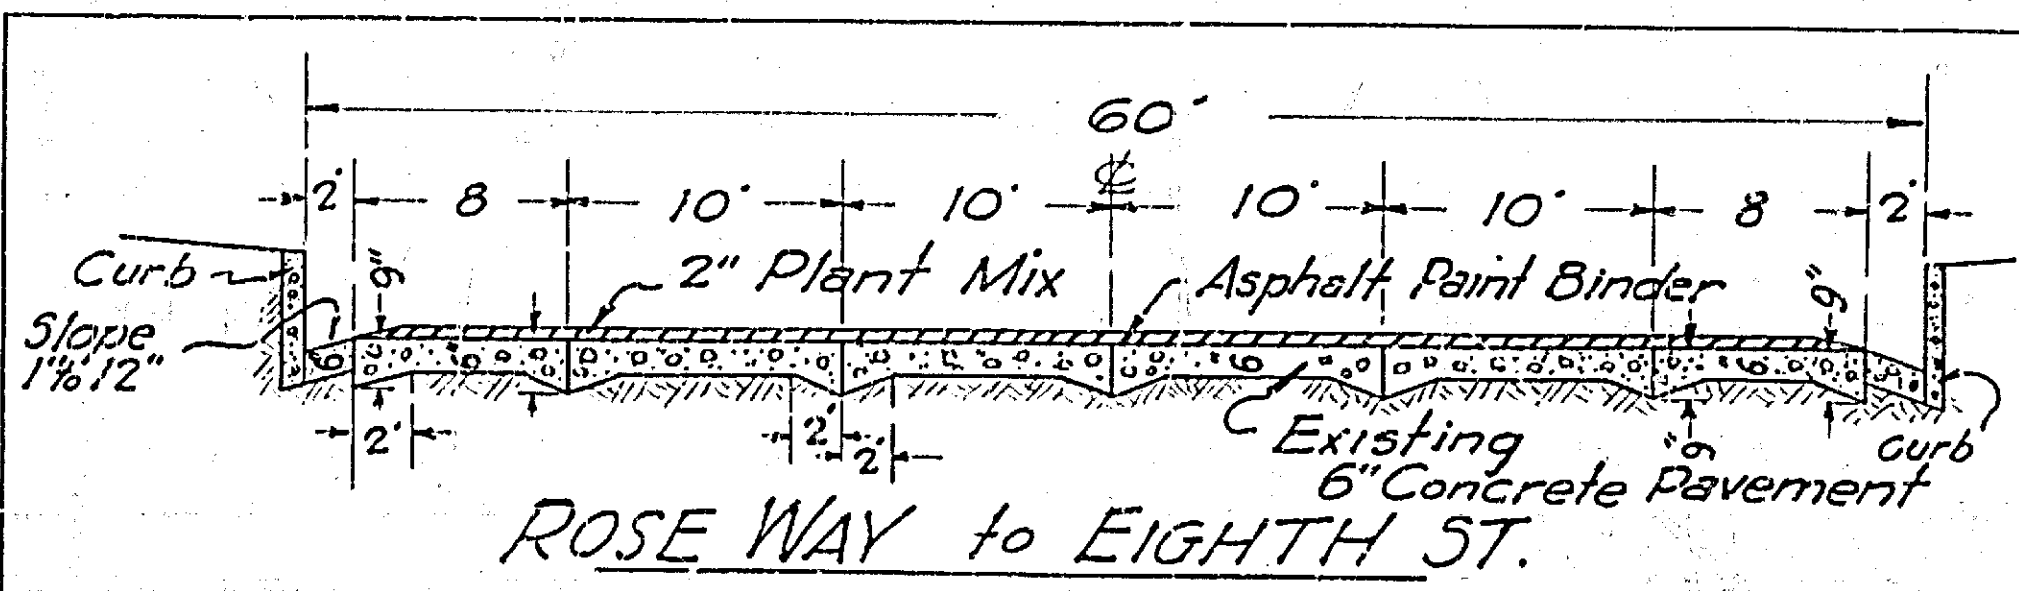 60'
℄
2' 8 10' 10' 10' 10' 8 2'
Curb 9" 2" Plant Mix Asphalt Paint Binder 9"
Slope
1" to 12"
6 6 6
2' 2' 2' 9"
Existing
6" Concrete Pavement
Curb
ROSE WAY to EIGHTH ST.